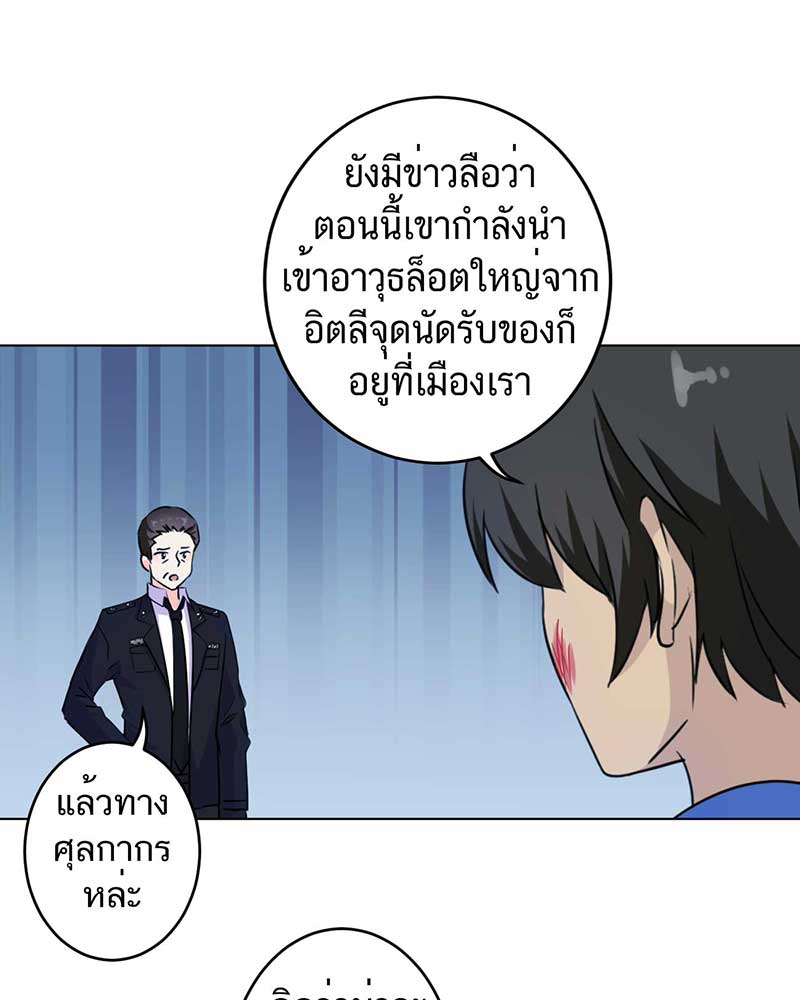 ยังมีข่าวลือว่า
ตอนนี้เขากำลังนำ
เข้าอาวุธล็อตใหญ่จาก
อิตลีจุดนัดรับของก็
อยู่ที่เมืองเรา
แล้วทาง
ศุลกากร
หล่ะ